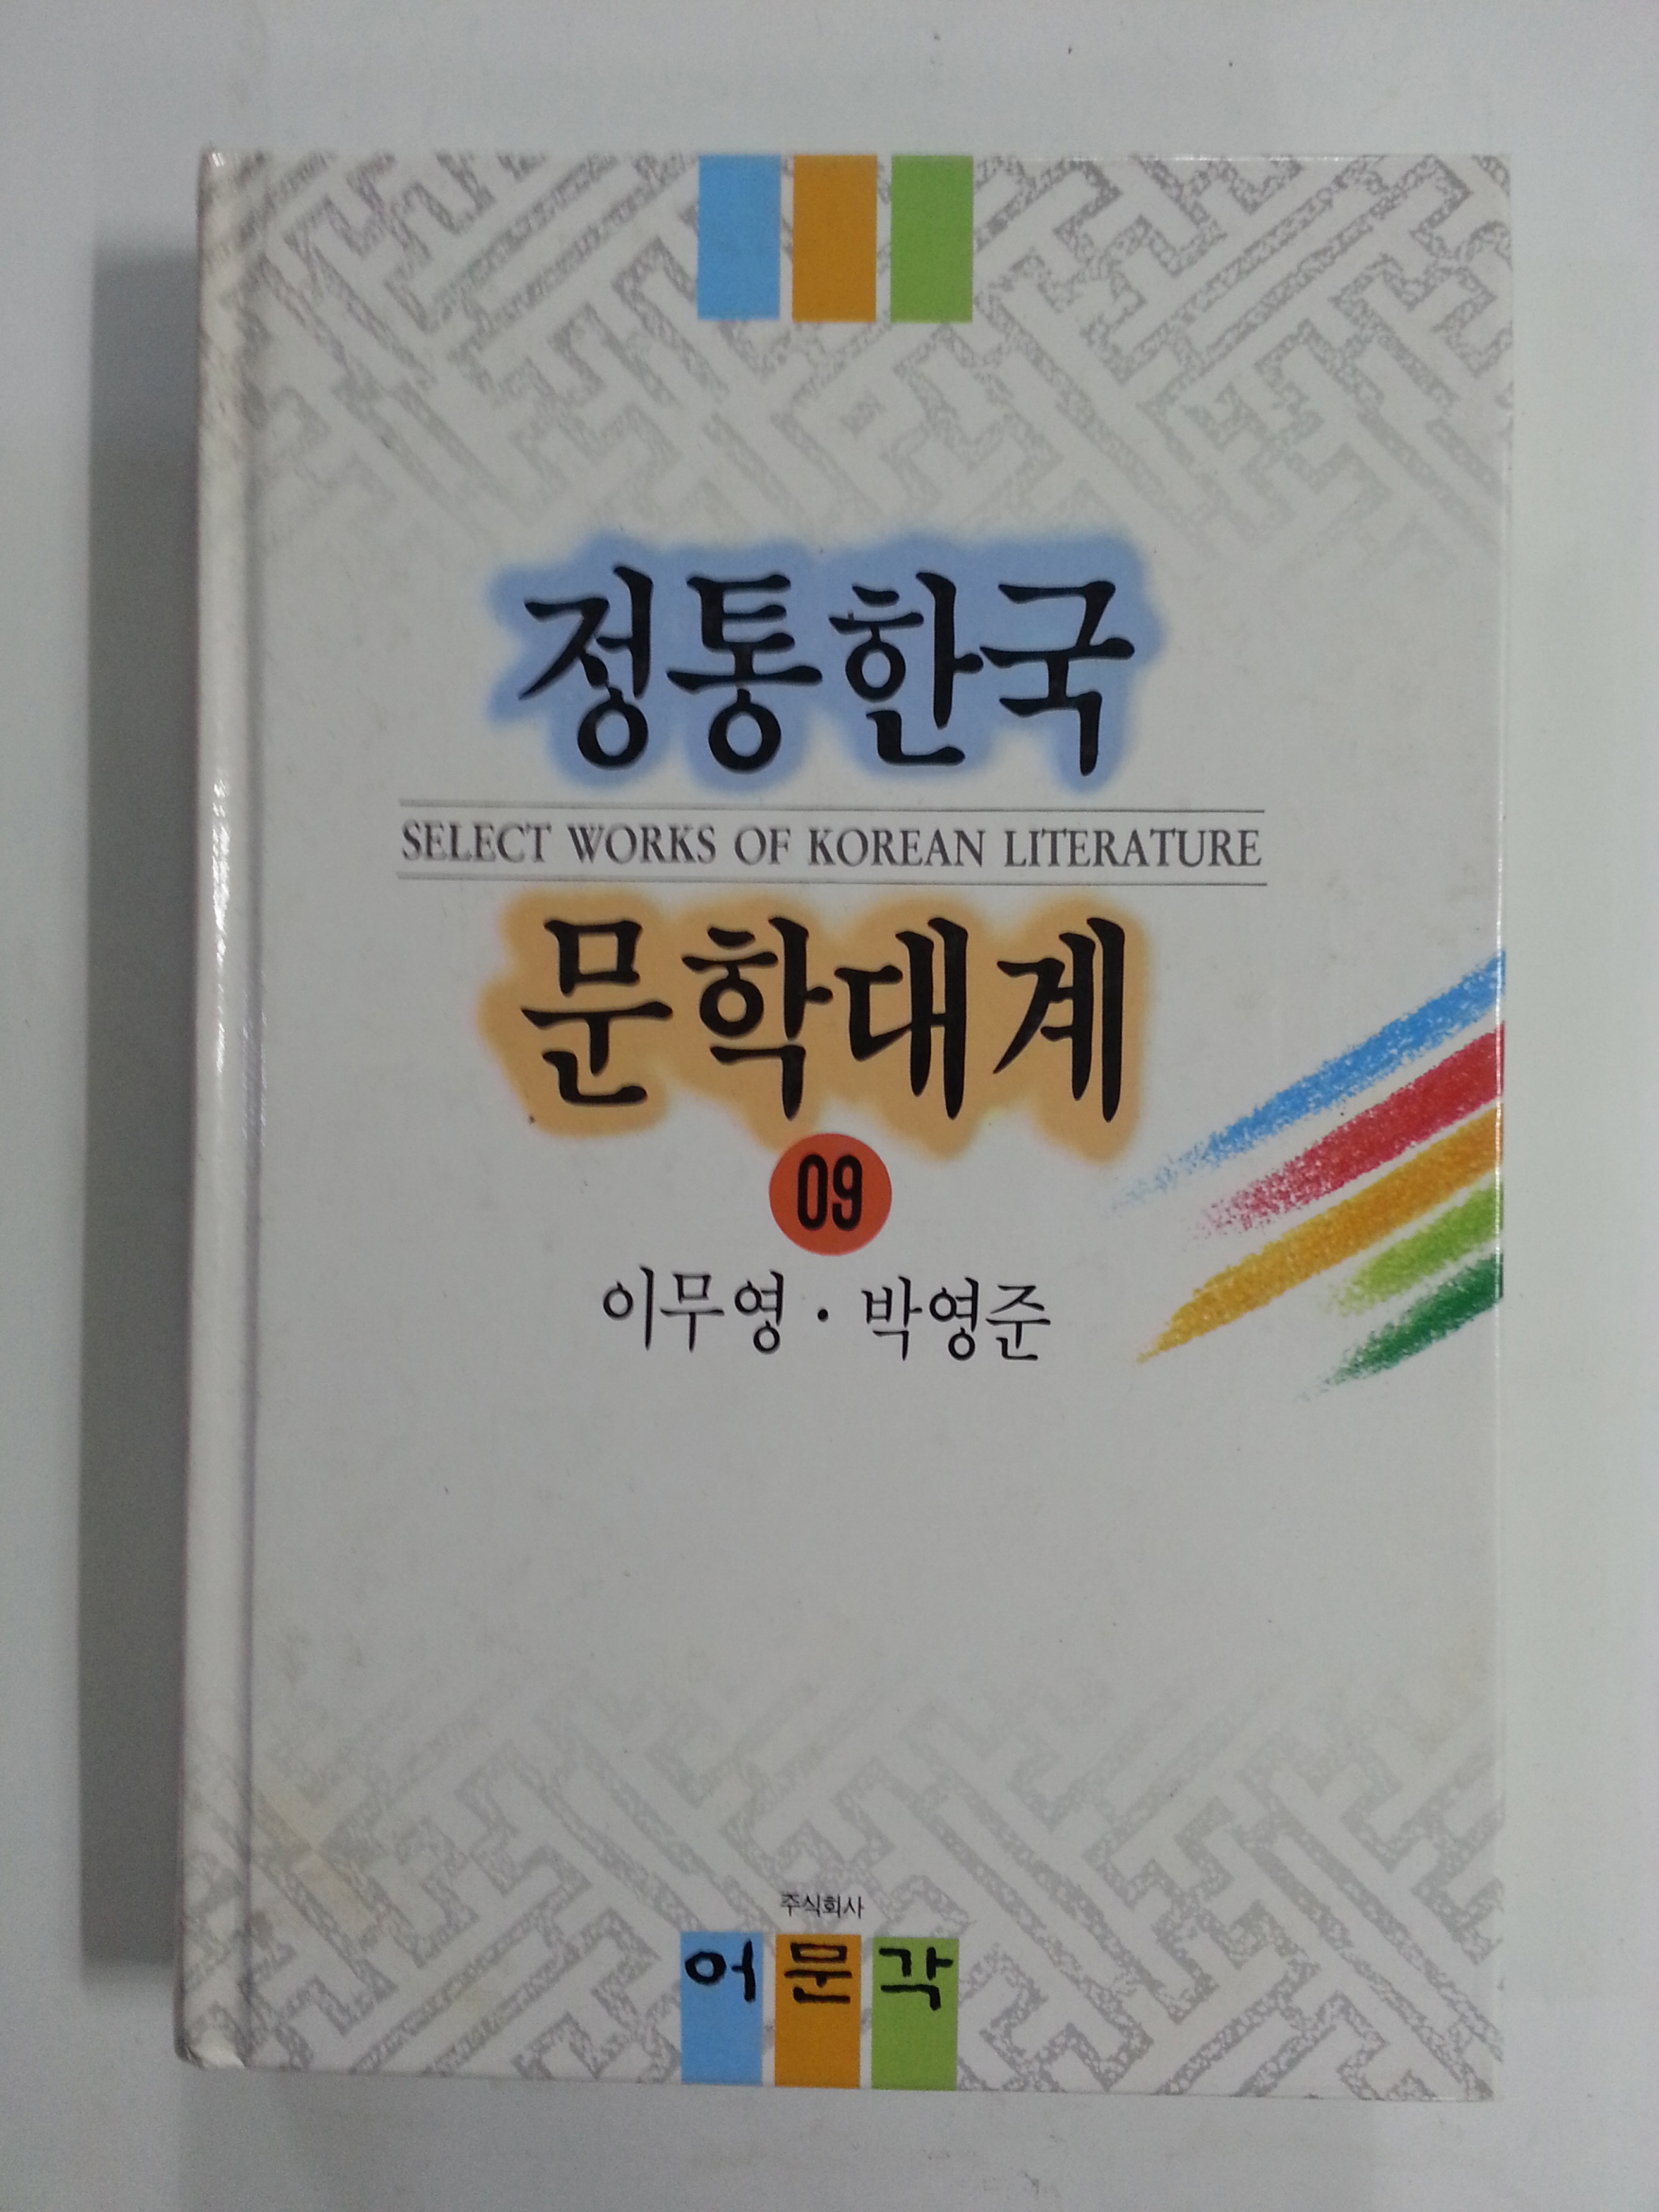 정통한국
SELECT WORKS OF KOREAN LITERATURE
문학대계
09
이무영 · 박영준
주식회사
어문각